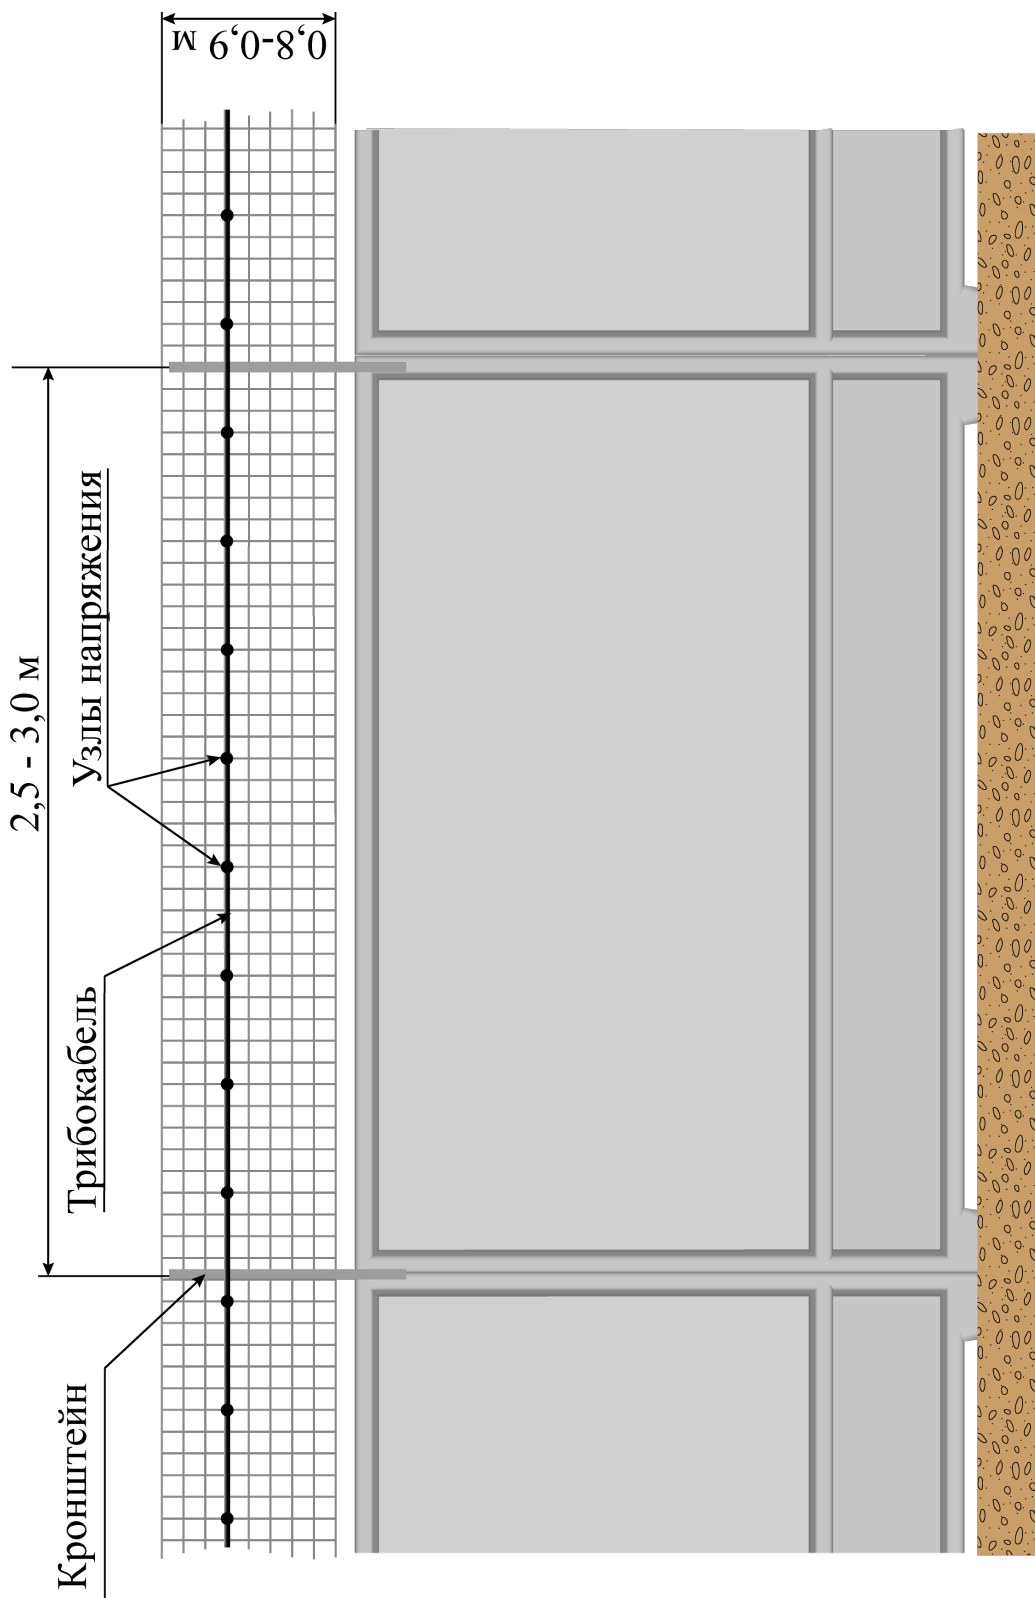 2,5 - 3,0 м
Кронштейн
Трибокабель
Узлы напряжения
0,8-0,9 м